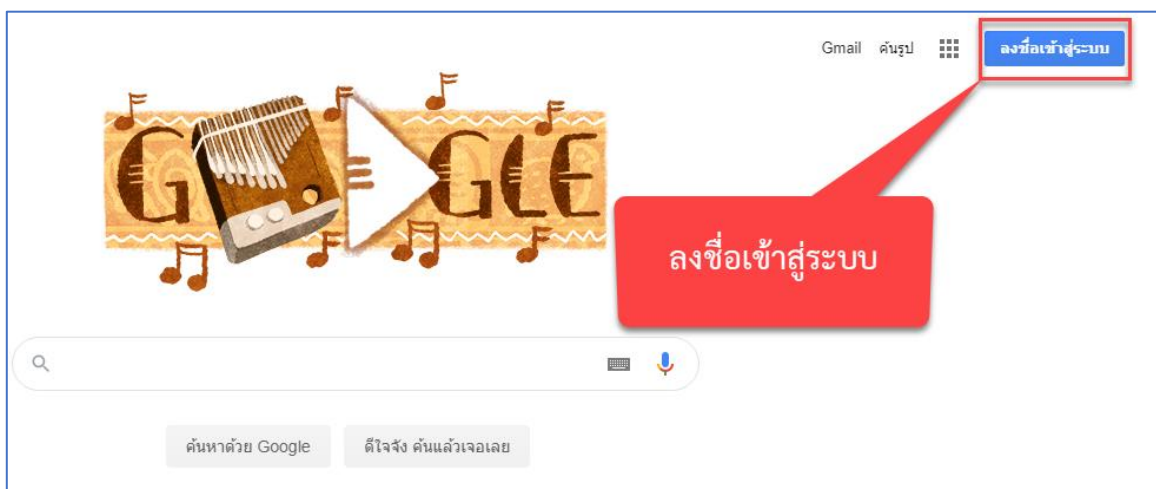 Gmail ค้นรูป ลงชื่อเข้าสู่ระบบ
GOOGLE
ลงชื่อเข้าสู่ระบบ
ค้นหาด้วย Google ดีใจจัง ค้นแล้วเจอเลย